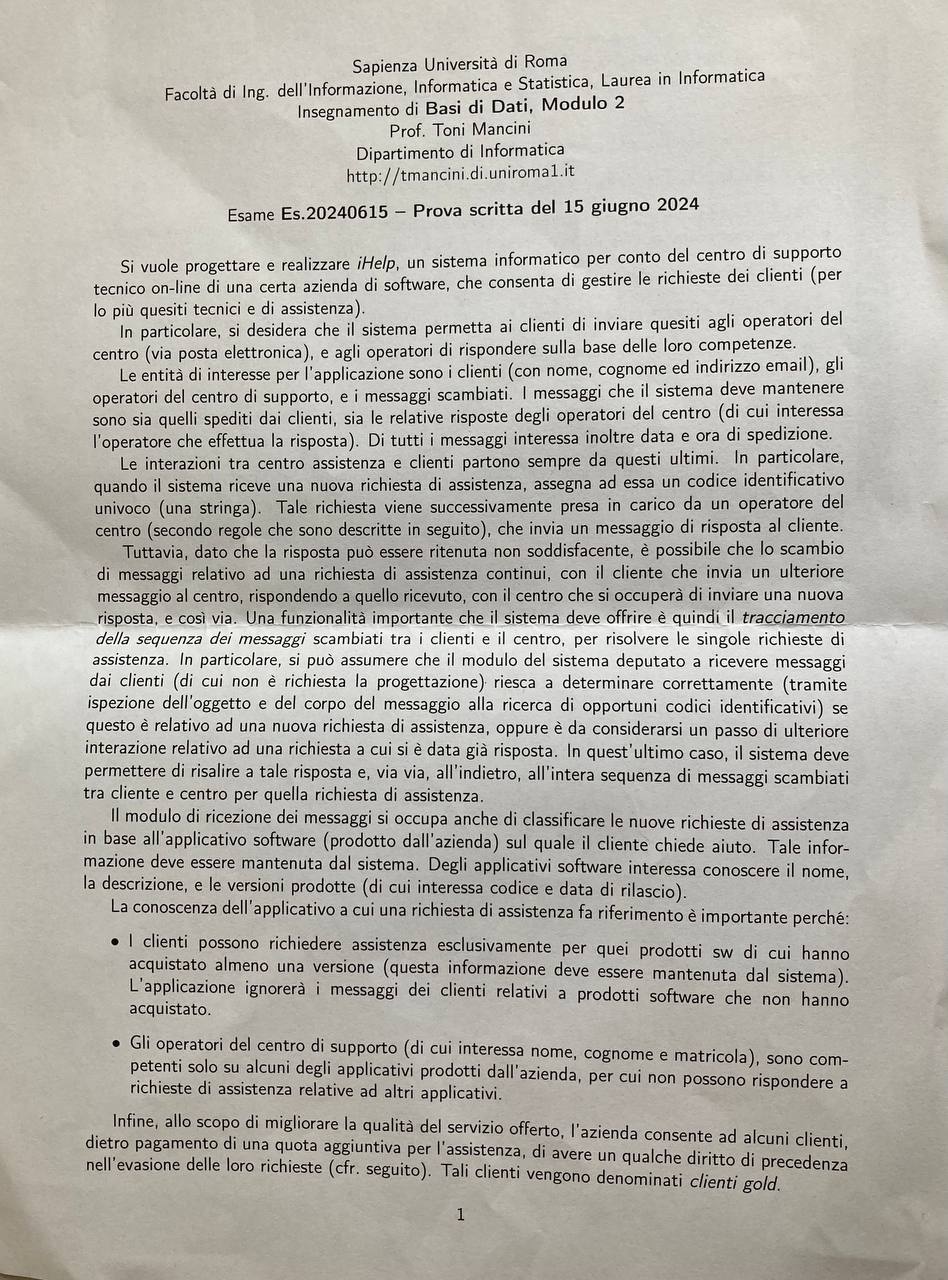 Sapienza Università di Roma
Facoltà di Ing. dell'Informazione, Informatica e Statistica, Laurea in Informatica
Insegnamento di Basi di Dati, Modulo 2
Prof. Toni Mancini
Dipartimento di Informatica
http://tmancini.di.uniroma1.it
Esame Es.20240615 – Prova scritta del 15 giugno 2024
Si vuole progettare e realizzare iHelp, un sistema informatico per conto del centro di supporto
tecnico on-line di una certa azienda di software, che consenta di gestire le richieste dei clienti (per
lo più quesiti tecnici e di assistenza).
In particolare, si desidera che il sistema permetta ai clienti di inviare quesiti agli operatori del
centro (via posta elettronica), e agli operatori di rispondere sulla base delle loro competenze.
Le entità di interesse per l'applicazione sono i clienti (con nome, cognome ed indirizzo email), gli
operatori del centro di supporto, e i messaggi scambiati. I messaggi che il sistema deve mantenere
sono sia quelli spediti dai clienti, sia le relative risposte degli operatori del centro (di cui interessa
l'operatore che effettua la risposta). Di tutti i messaggi interessa inoltre data e ora di spedizione.
Le interazioni tra centro assistenza e clienti partono sempre da questi ultimi. In particolare,
quando il sistema riceve una nuova richiesta di assistenza, assegna ad essa un codice identificativo
univoco (una stringa). Tale richiesta viene successivamente presa in carico da un operatore del
centro (secondo regole che sono descritte in seguito), che invia un messaggio di risposta al cliente.
Tuttavia, dato che la risposta può essere ritenuta non soddisfacente, è possibile che lo scambio
di messaggi relativo ad una richiesta di assistenza continui, con il cliente che invia un ulteriore
messaggio al centro, rispondendo a quello ricevuto, con il centro che si occuperà di inviare una nuova
risposta, e così via. Una funzionalità importante che il sistema deve offrire è quindi il tracciamento
della sequenza dei messaggi scambiati tra i clienti e il centro, per risolvere le singole richieste di
assistenza. In particolare, si può assumere che il modulo del sistema deputato a ricevere messaggi
dai clienti (di cui non è richiesta la progettazione) riesca a determinare correttamente (tramite
ispezione dell'oggetto e del corpo del messaggio alla ricerca di opportuni codici identificativi) se
questo è relativo ad una nuova richiesta di assistenza, oppure è da considerarsi un passo di ulteriore
interazione relativo ad una richiesta a cui si è data già risposta. In quest'ultimo caso, il sistema deve
permettere di risalire a tale risposta e, via via, all'indietro, all'intera sequenza di messaggi scambiati
tra cliente e centro per quella richiesta di assistenza.
Il modulo di ricezione dei messaggi si occupa anche di classificare le nuove richieste di assistenza
in base all'applicativo software (prodotto dall'azienda) sul quale il cliente chiede aiuto. Tale infor-
mazione deve essere mantenuta dal sistema. Degli applicativi software interessa conoscere il nome,
la descrizione, e le versioni prodotte (di cui interessa codice e data di rilascio).
La conoscenza dell'applicativo a cui una richiesta di assistenza fa riferimento è importante perché:
• I clienti possono richiedere assistenza esclusivamente per quei prodotti sw di cui hanno
acquistato almeno una versione (questa informazione deve essere mantenuta dal sistema).
L'applicazione ignorerà i messaggi dei clienti relativi a prodotti software che non hanno
acquistato.
• Gli operatori del centro di supporto (di cui interessa nome, cognome e matricola), sono com-
petenti solo su alcuni degli applicativi prodotti dall'azienda, per cui non possono rispondere a
richieste di assistenza relative ad altri applicativi.
Infine, allo scopo di migliorare la qualità del servizio offerto, l'azienda consente ad alcuni clienti,
dietro pagamento di una quota aggiuntiva per l'assistenza, di avere un qualche diritto di precedenza
nell'evasione delle loro richieste (cfr. seguito). Tali clienti vengono denominati clienti gold.
1